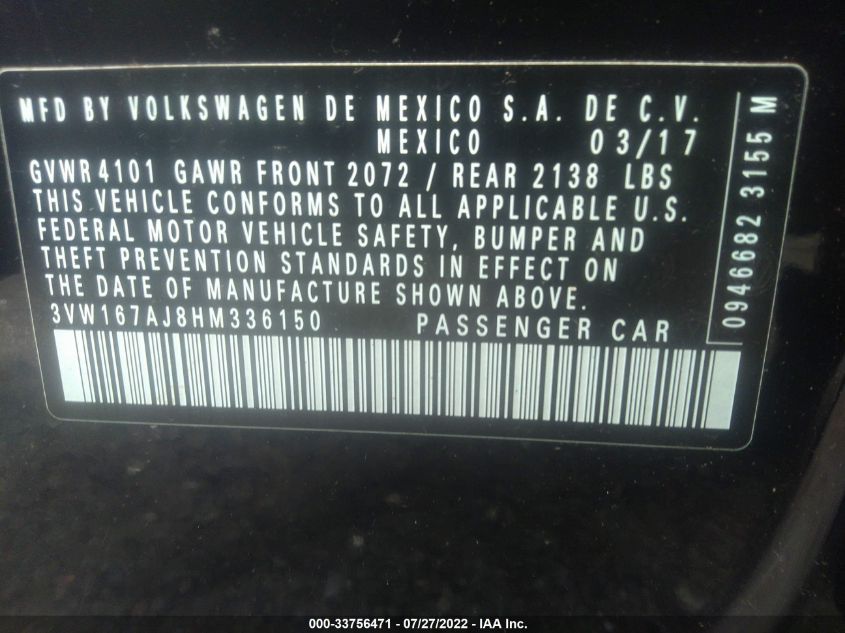 MFD BY VOLKSWAGEN DE MEXICO S.A. DE C.V.
MEXICO 03/17
GVWR 4101 GAWR FRONT 2072 / REAR 2138 LBS
THIS VEHICLE CONFORMS TO ALL APPLICABLE U.S.
FEDERAL MOTOR VEHICLE SAFETY, BUMPER AND
THEFT PREVENTION STANDARDS IN EFFECT ON
THE DATE OF MANUFACTURE SHOWN ABOVE.
3VW167AJ8HM336150 PASSENGER CAR
0946682 3155 M
000-33756471 - 07/27/2022 - IAA Inc.